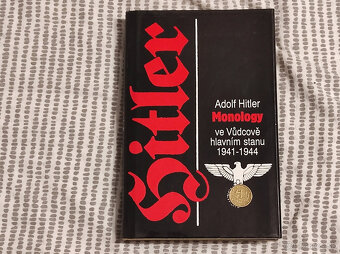 Hitler
Adolf Hitler
Monology
ve Vůdcově
hlavním stanu
1941-1944